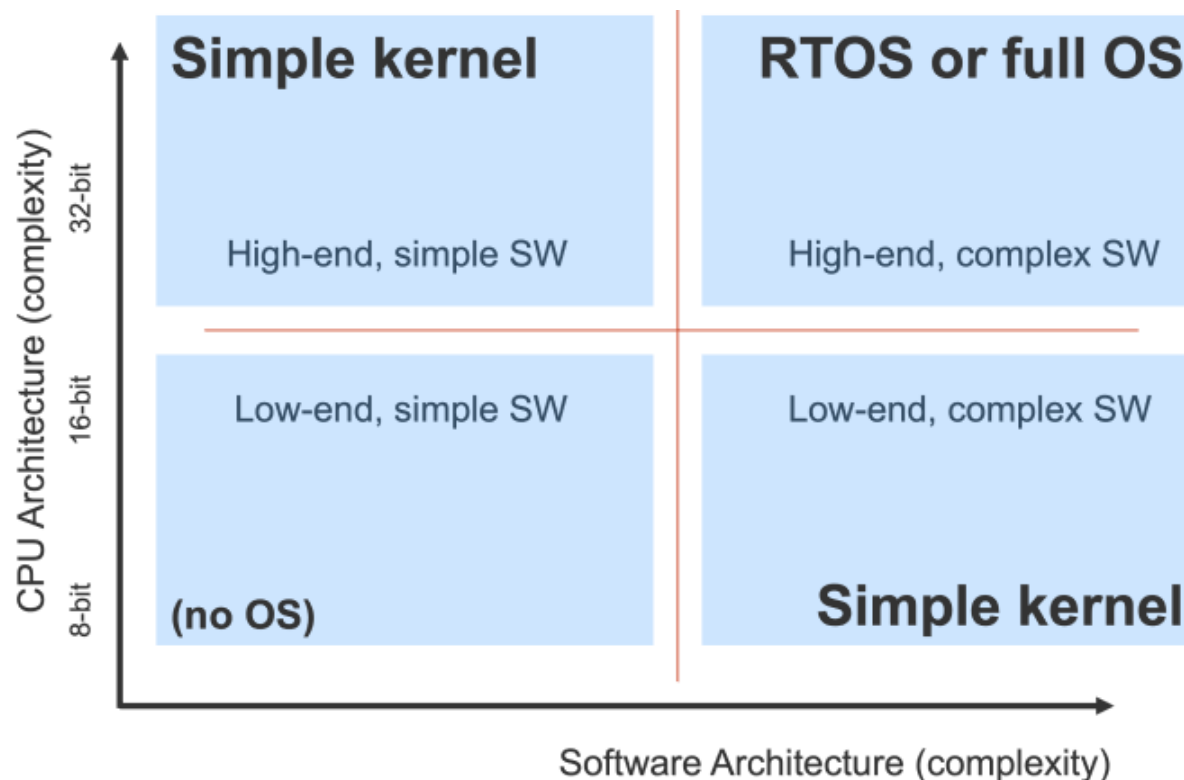 Simple kernel
RTOS or full OS
High-end, simple SW
High-end, complex SW
Low-end, simple SW
Low-end, complex SW
(no OS)
Simple kernel
CPU Architecture (complexity)
32-bit
16-bit
8-bit
Software Architecture (complexity)